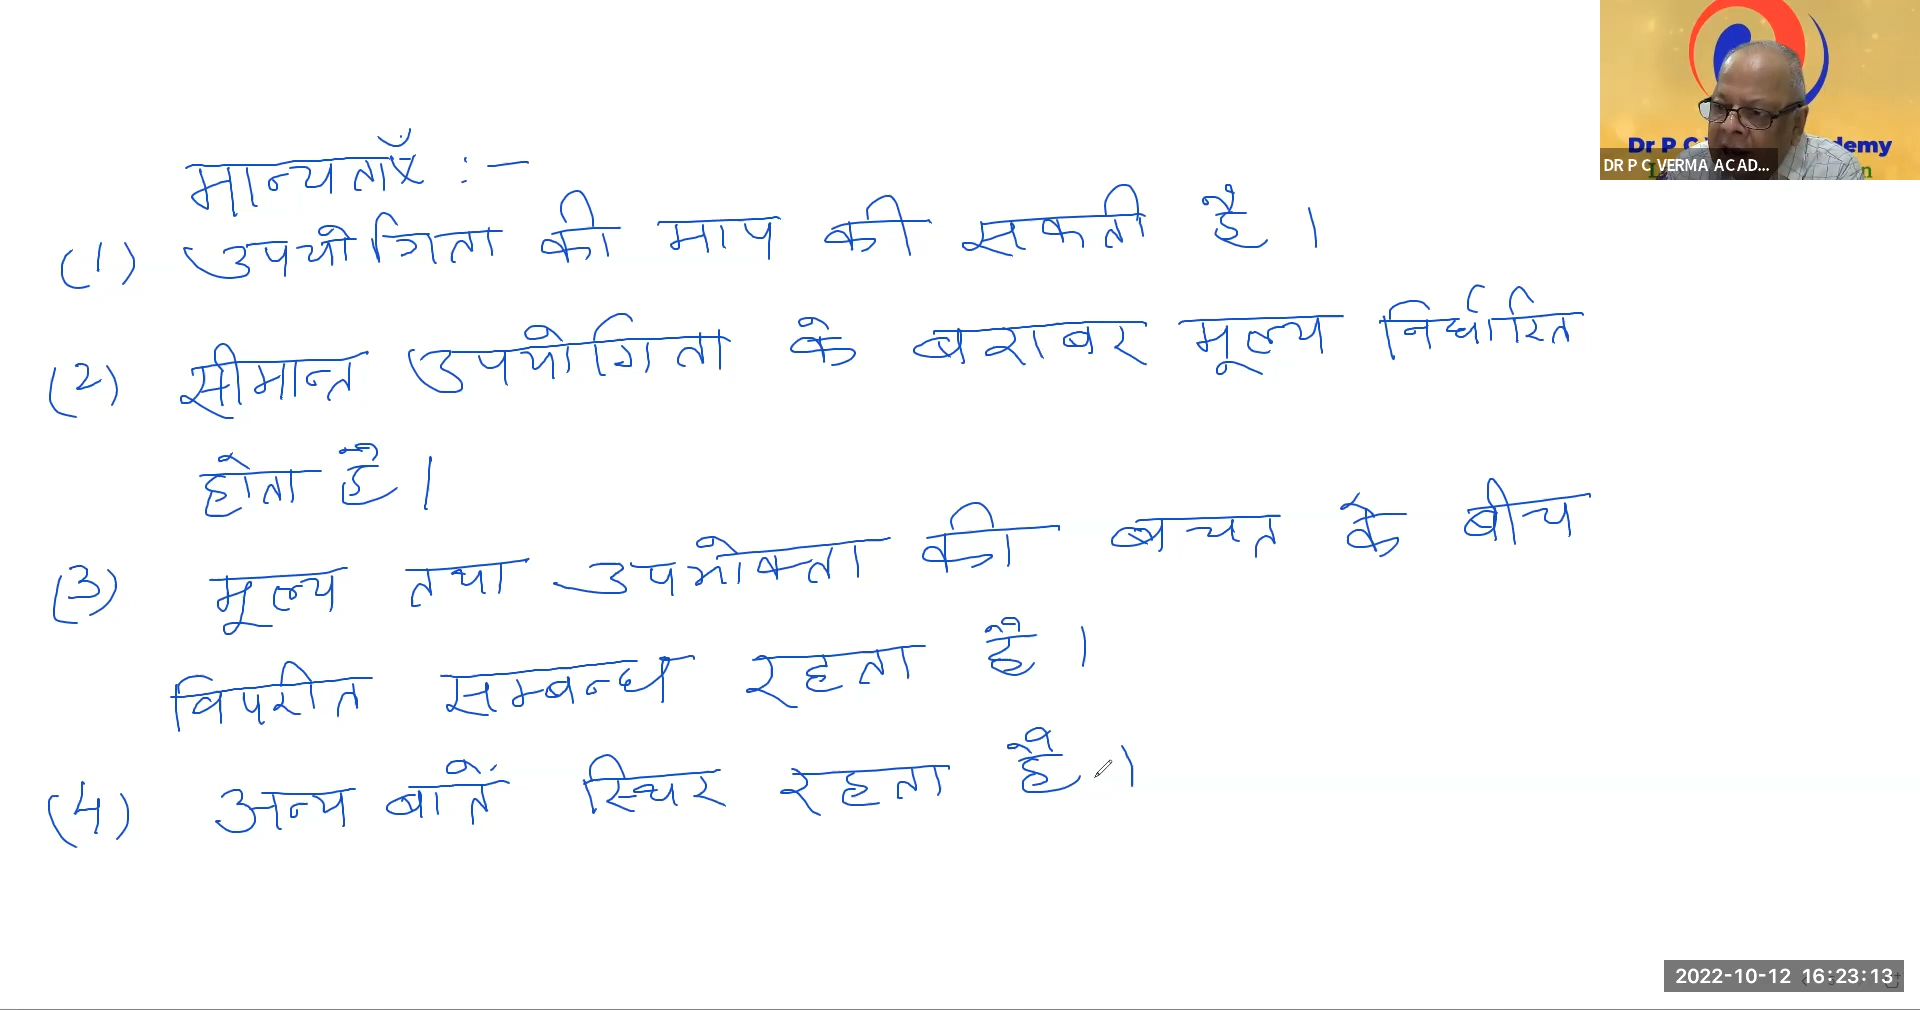 मान्यताएँ :-
(1) उपयोगिता की माप की सकती है ।
(2) सीमान्त उपयोगिता के बराबर मूल्य निर्धारित
होता है ।
(3) मूल्य तथा उपभोक्ता की बचत के बीच
विपरीत सम्बन्ध रहता है ।
(4) अन्य बातें स्थिर रहता है ।
Dr P C
DR P C VERMA ACAD...
2022-10-12 16:23:13